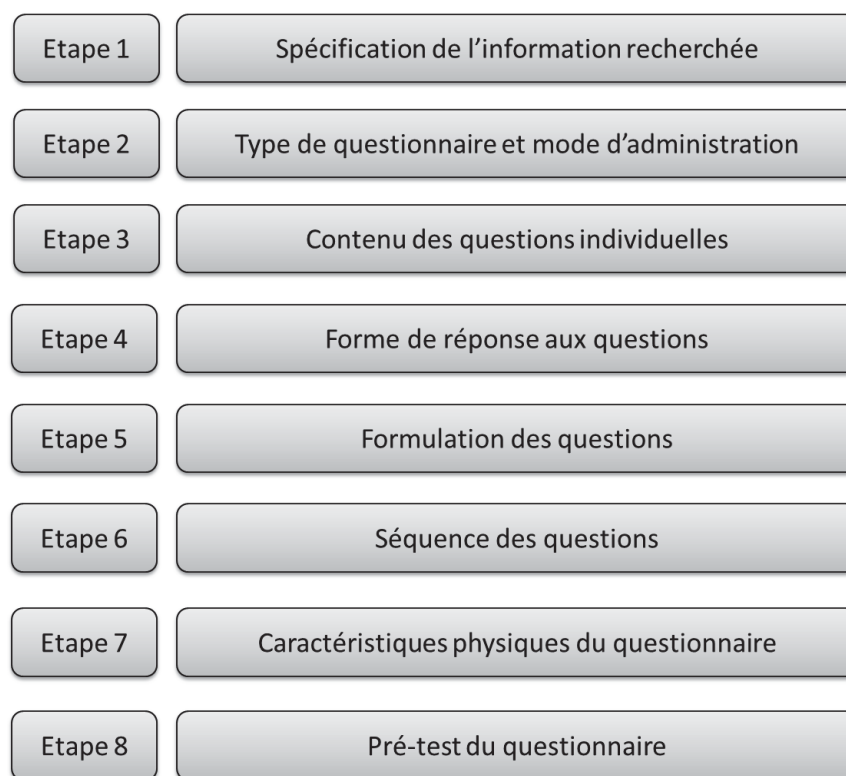 Etape 1 Spécification de l’information recherchée
Etape 2 Type de questionnaire et mode d’administration
Etape 3 Contenu des questions individuelles
Etape 4 Forme de réponse aux questions
Etape 5 Formulation des questions
Etape 6 Séquence des questions
Etape 7 Caractéristiques physiques du questionnaire
Etape 8 Pré-test du questionnaire